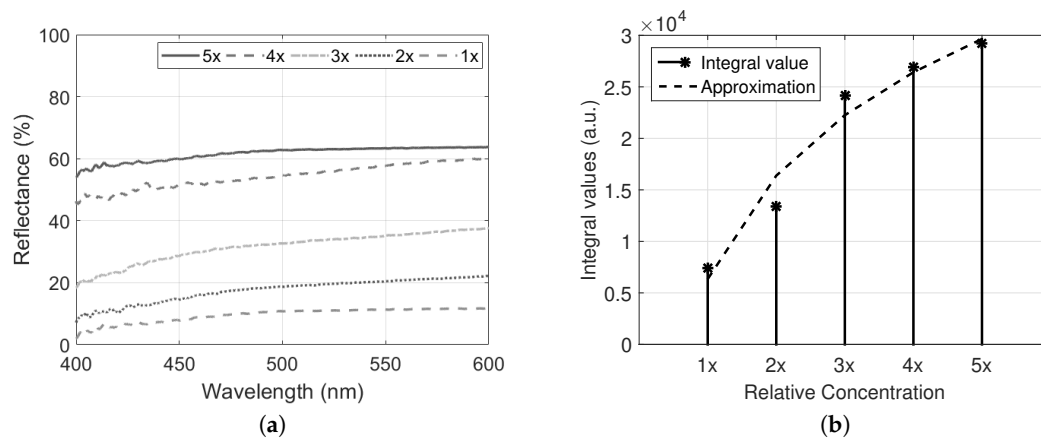 100
80
60
40
20
0
Reflectance (%)
5x 4x 3x 2x 1x
400 450 500 550 600
Wavelength (nm)
(a)
×10⁴
3
2.5
2
1.5
1
0.5
0
Integral values (a.u.)
Integral value
Approximation
1x 2x 3x 4x 5x
Relative Concentration
(b)